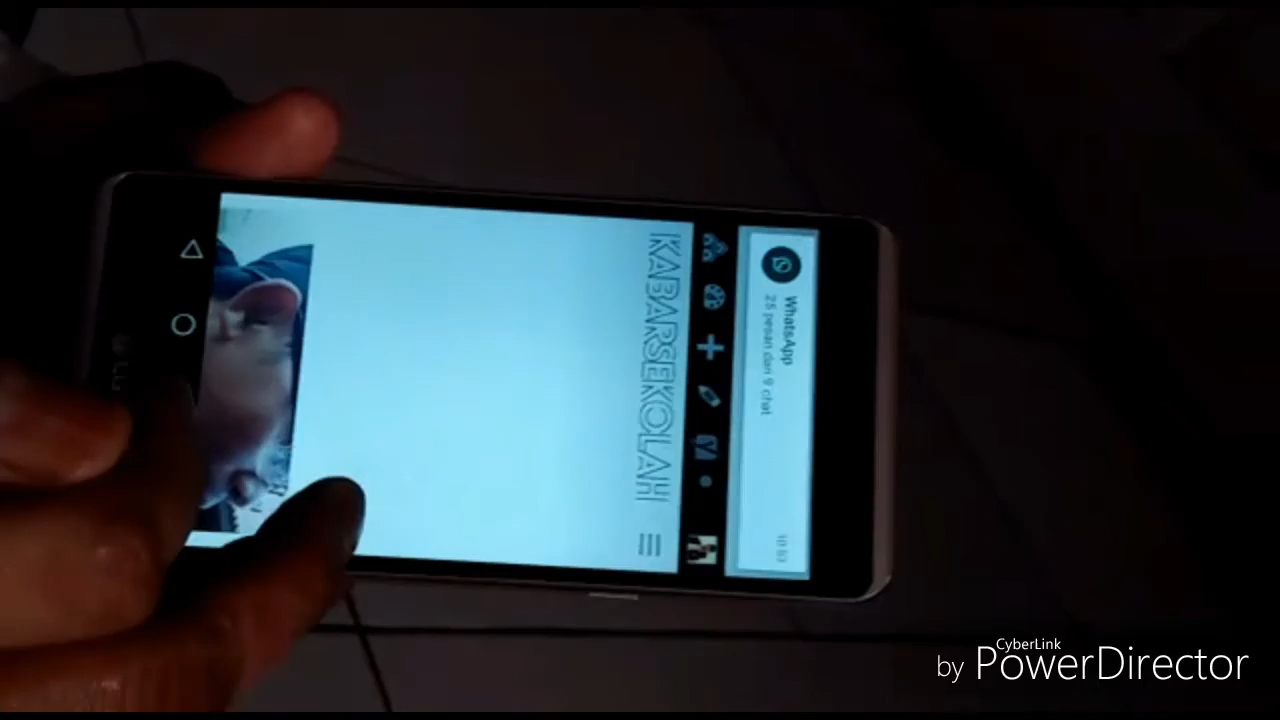 WhatsApp
25 pesan dari 9 chat
KABARSEKOLAH
CyberLink
by PowerDirector